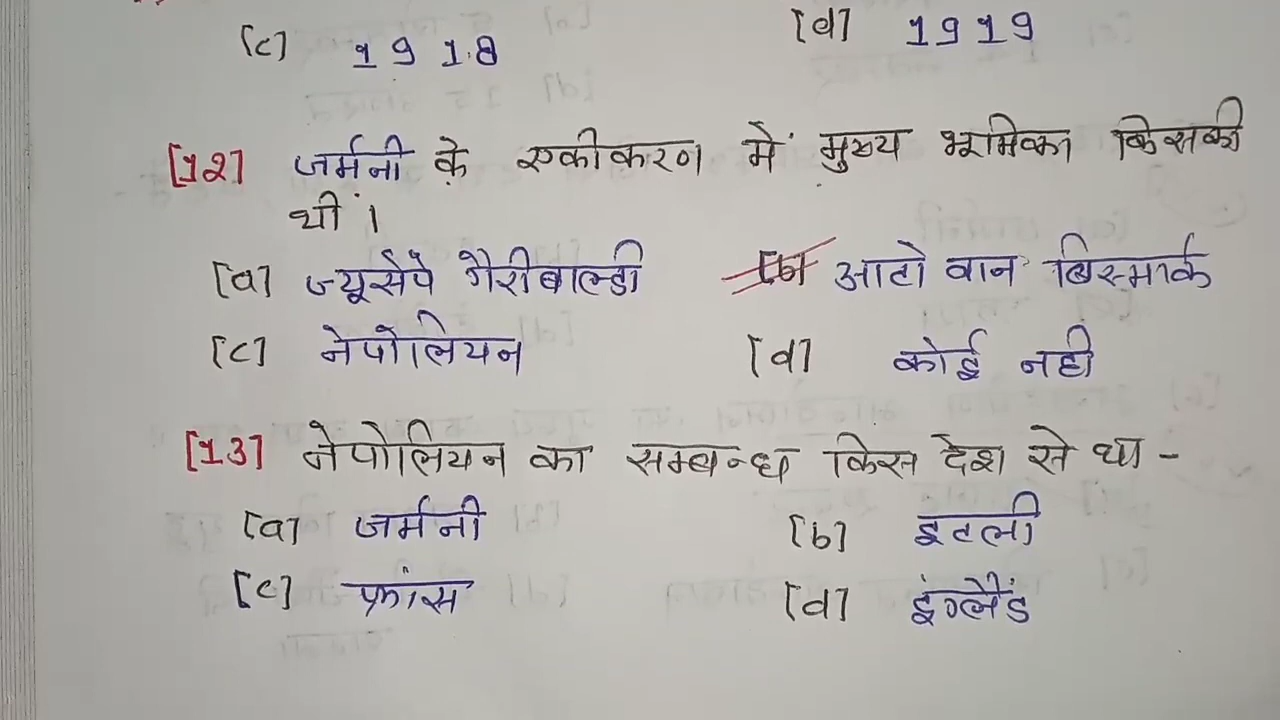 [c] 1918 [d] 1919
[12] जर्मनी के एकीकरण में मुख्य भूमिका किसकी
थीं ।
[a] ज्यूसेपे गैरीबाल्डी [b] आटो वान बिस्मार्क
[c] नेपोलियन [d] कोई नही
[13] नेपोलियन का सम्बन्ध किस देश से था -
[a] जर्मनी [b] इटली
[c] फ्रांस [d] इंग्लैंड